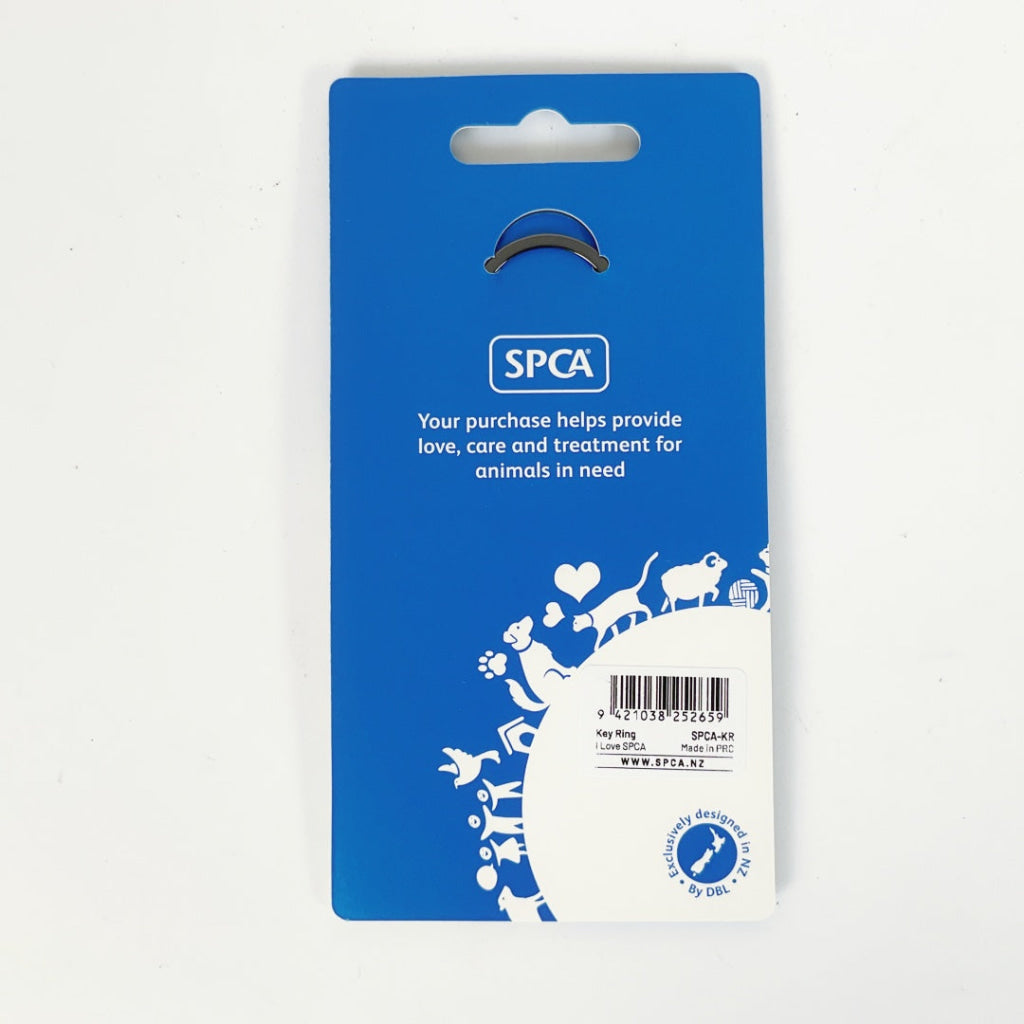 SPCA®
Your purchase helps provide
love, care and treatment for
animals in need
9 421038 252659
Key Ring SPCA-KR
I Love SPCA Made in PRC
WWW.SPCA.NZ
Exclusively designed in NZ
• By DBL •